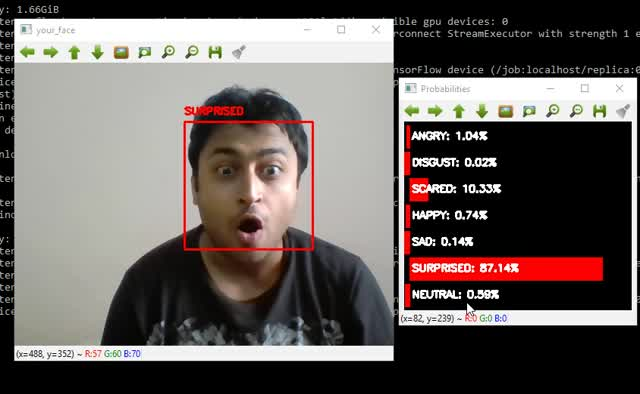 y: 1.66GiB
ible gpu devices: 0
your_face
rconnect StreamExecutor with strength 1 e
nsorFlow device (/job:localhost/replica:0
Probabilities
SURPRISED
ANGRY: 1.04%
DISGUST: 0.02%
SCARED: 10.33%
HAPPY: 0.74%
SAD: 0.14%
SURPRISED: 87.14%
NEUTRAL: 0.59%
(x=82, y=239) ~ R:0 G:0 B:0
(x=488, y=352) ~ R:57 G:60 B:70